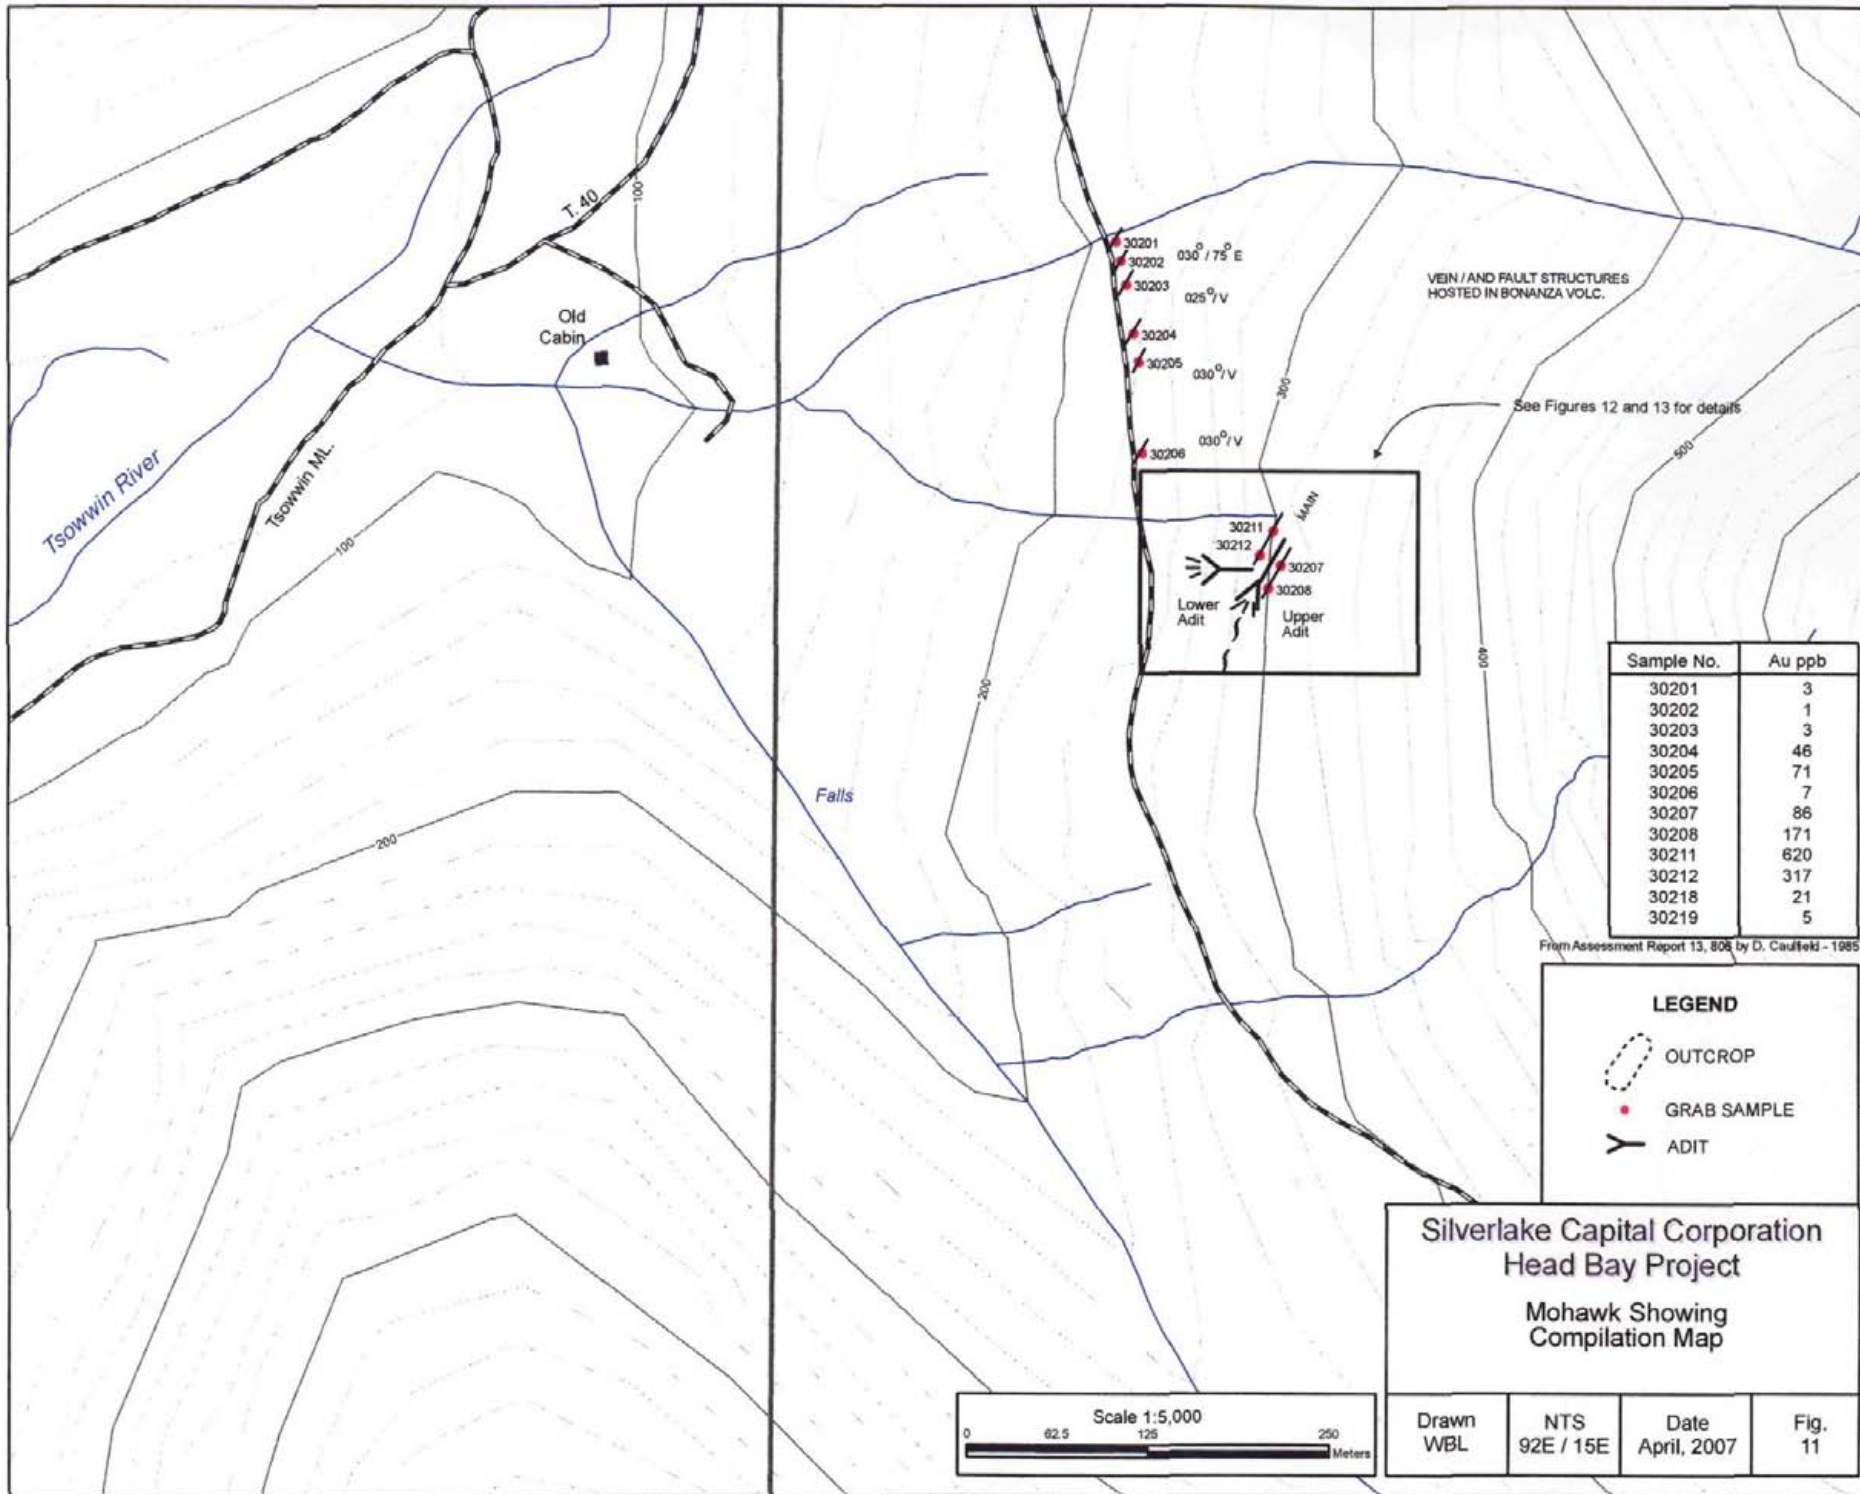 T. 40
100
Old
Cabin
Tsowwin River
Tsowwin ML.
100
30201
30202
030°/75°E
30203
025°/V
30204
30205
030°/V
030°/V
30206
VEIN / AND FAULT STRUCTURES
HOSTED IN BONANZA VOLC.
300
See Figures 12 and 13 for details
500
MAIN
30211
30212
30207
30208
Lower
Adit
Upper
Adit
200
400
Falls
200
Sample No. Au ppb
30201 3
30202 1
30203 3
30204 46
30205 71
30206 7
30207 86
30208 171
30211 620
30212 317
30218 21
30219 5
From Assessment Report 13, 806 by D. Caulfield - 1985
LEGEND
OUTCROP
GRAB SAMPLE
ADIT
Silverlake Capital Corporation
Head Bay Project
Mohawk Showing
Compilation Map
Scale 1:5,000
0 62.5 125 250
Meters
Drawn
WBL
NTS
92E / 15E
Date
April, 2007
Fig.
11